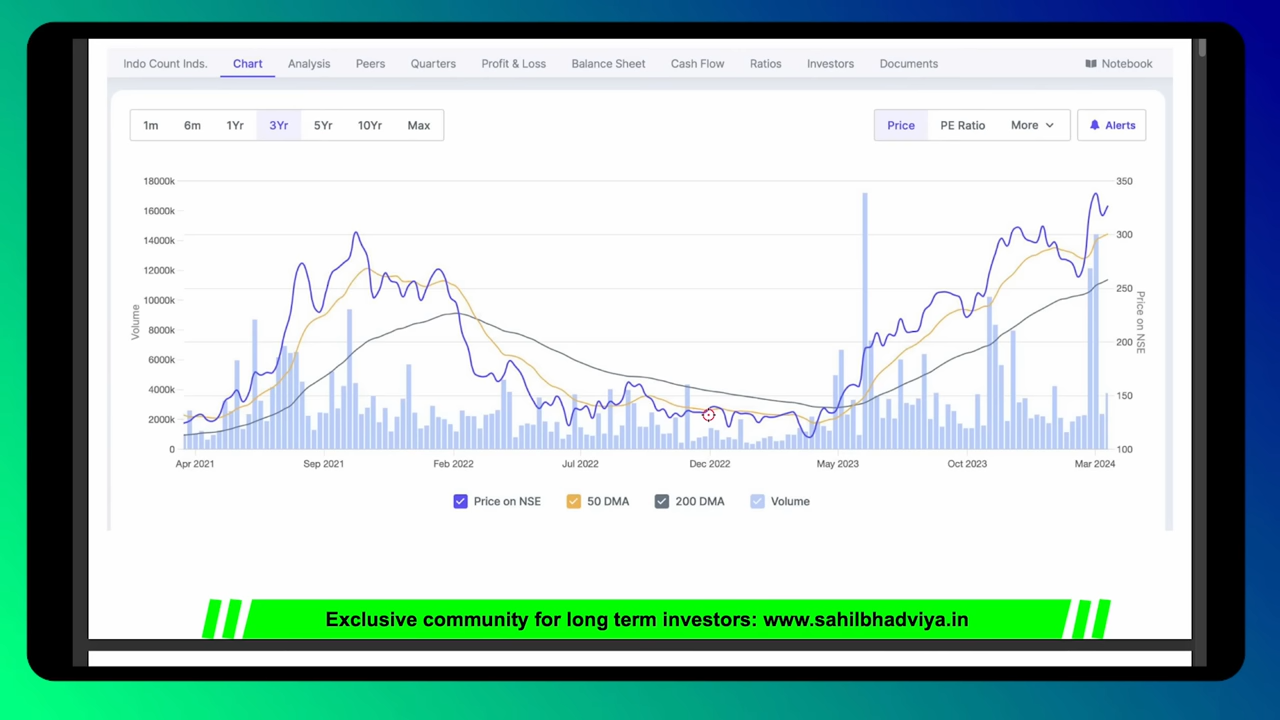 Indo Count Inds. Chart Analysis Peers Quarters Profit & Loss Balance Sheet Cash Flow Ratios Investors Documents Notebook
1m 6m 1Yr 3Yr 5Yr 10Yr Max Price PE Ratio More Alerts
18000k 350
16000k
14000k 300
12000k
10000k 250
8000k 200
6000k
4000k 150
2000k
0 100
Volume
Price on NSE
Apr 2021 Sep 2021 Feb 2022 Jul 2022 Dec 2022 May 2023 Oct 2023 Mar 2024
Price on NSE 50 DMA 200 DMA Volume
Exclusive community for long term investors: www.sahilbhadviya.in